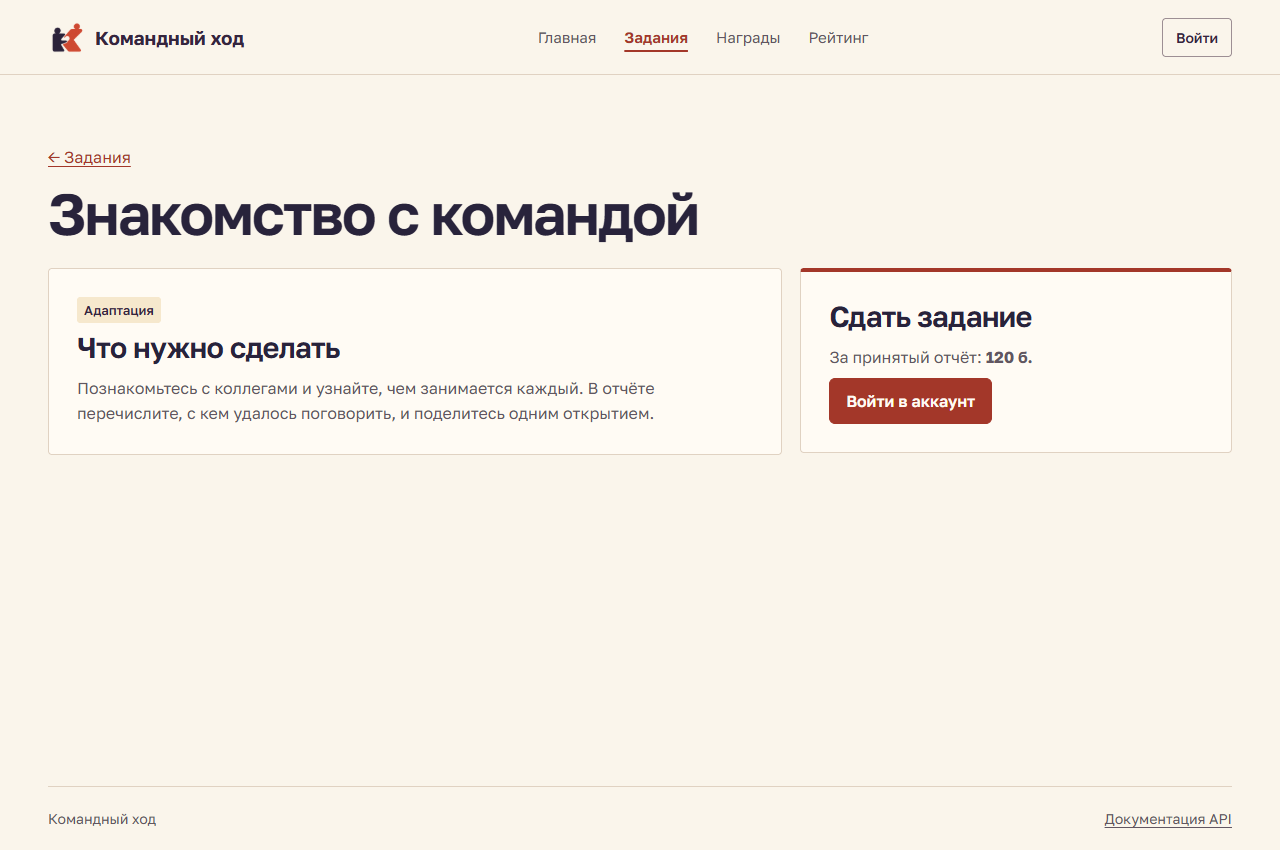 Командный ход
Главная
Задания
Награды
Рейтинг
Войти
← Задания
Знакомство с командой
Адаптация
Что нужно сделать
Познакомьтесь с коллегами и узнайте, чем занимается каждый. В отчёте
перечислите, с кем удалось поговорить, и поделитесь одним открытием.
Сдать задание
За принятый отчёт: 120 б.
Войти в аккаунт
Командный ход
Документация API